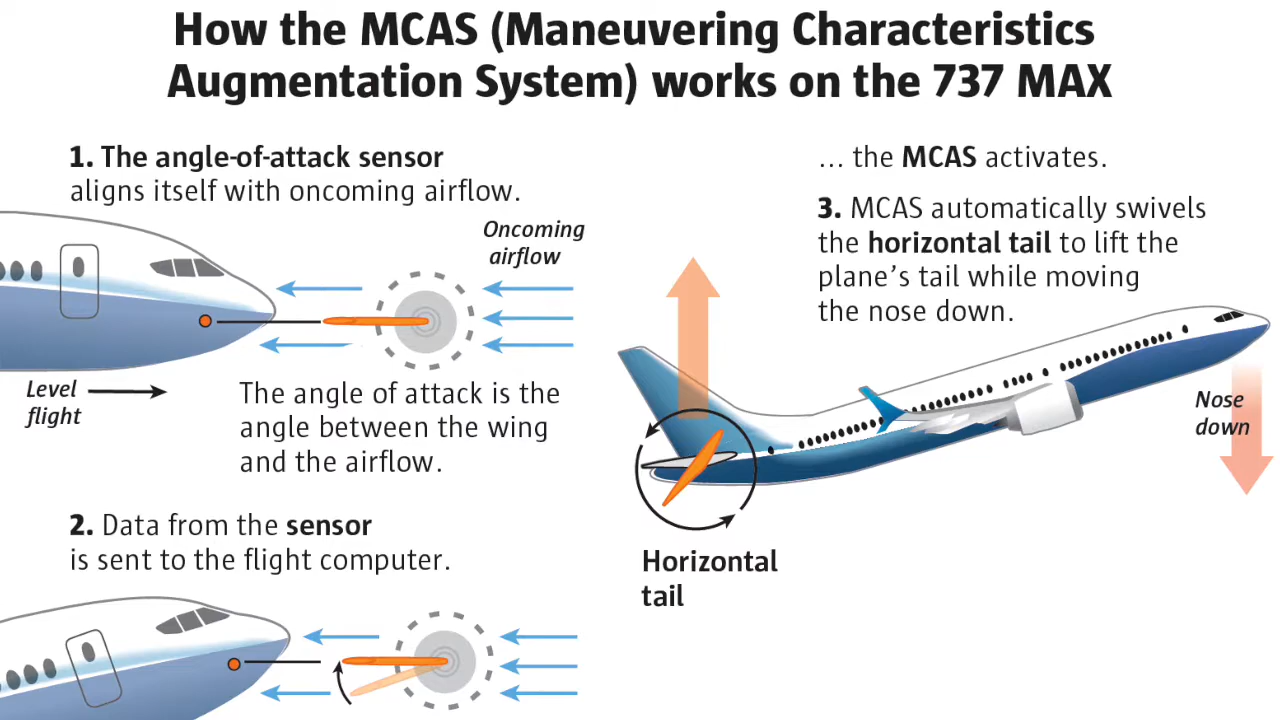 How the MCAS (Maneuvering Characteristics
Augmentation System) works on the 737 MAX
1. The angle-of-attack sensor
aligns itself with oncoming airflow.
Oncoming
airflow
Level
flight
The angle of attack is the
angle between the wing
and the airflow.
2. Data from the sensor
is sent to the flight computer.
… the MCAS activates.
3. MCAS automatically swivels
the horizontal tail to lift the
plane’s tail while moving
the nose down.
Nose
down
Horizontal
tail